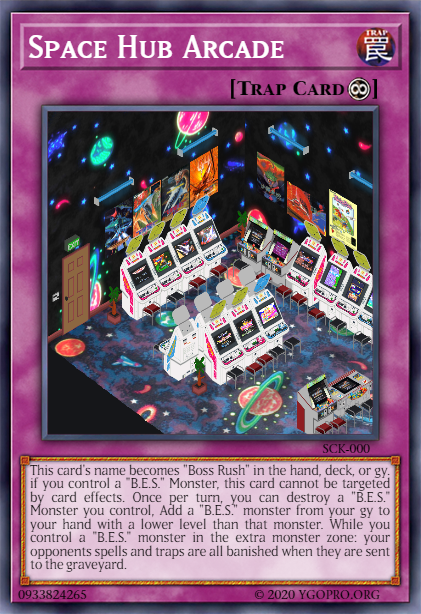 Space Hub Arcade
TRAP
罠
[Trap Card]
EXIT
SCK-000
This card's name becomes "Boss Rush" in the hand, deck, or gy.
if you control a "B.E.S." Monster, this card cannot be targeted
by card effects. Once per turn, you can destroy a "B.E.S."
Monster you control, Add a "B.E.S." monster from your gy to
your hand with a lower level than that monster. While you
control a "B.E.S." monster in the extra monster zone: your
opponents spells and traps are all banished when they are sent
to the graveyard.
0933824265
© 2020 YGOPRO.ORG